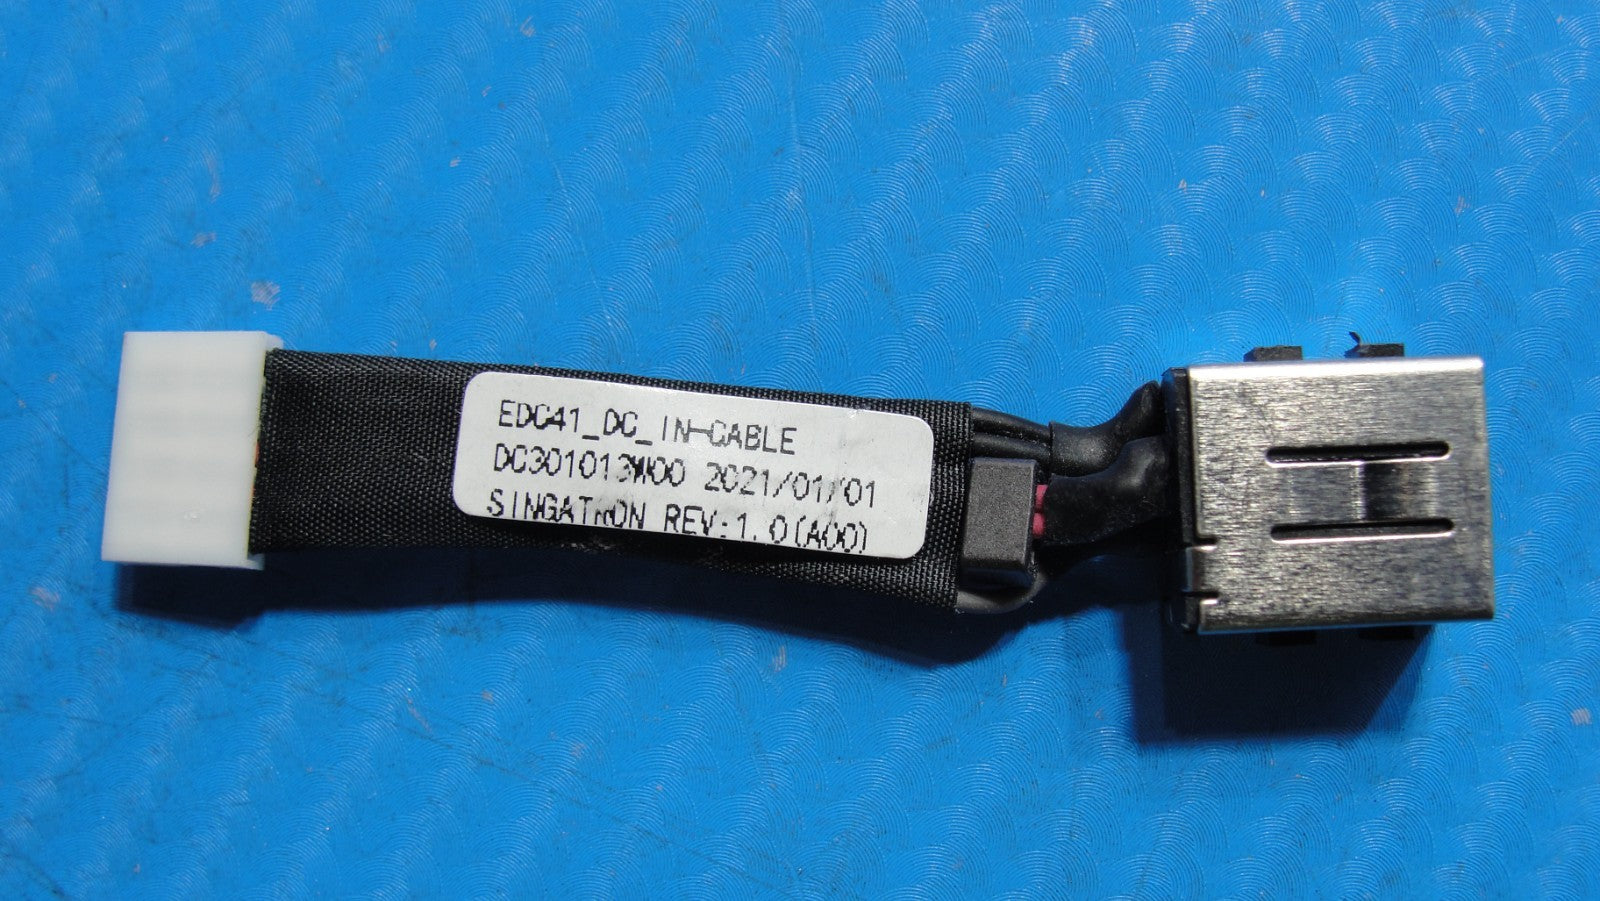 EDC41_DC_IN-CABLE
DC301013W00 2021/01/01
SINGATRON REV:1.0(A00)